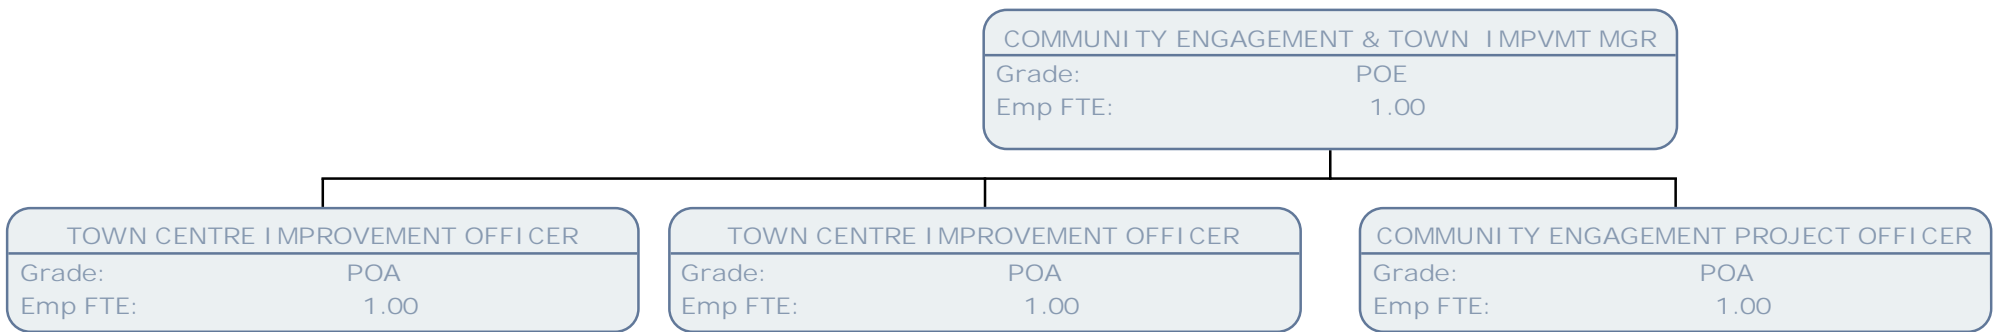 COMMUNITY ENGAGEMENT & TOWN IMPVMT MGR
Grade: POE
Emp FTE: 1.00
TOWN CENTRE IMPROVEMENT OFFICER
Grade: POA
Emp FTE: 1.00
TOWN CENTRE IMPROVEMENT OFFICER
Grade: POA
Emp FTE: 1.00
COMMUNITY ENGAGEMENT PROJECT OFFICER
Grade: POA
Emp FTE: 1.00